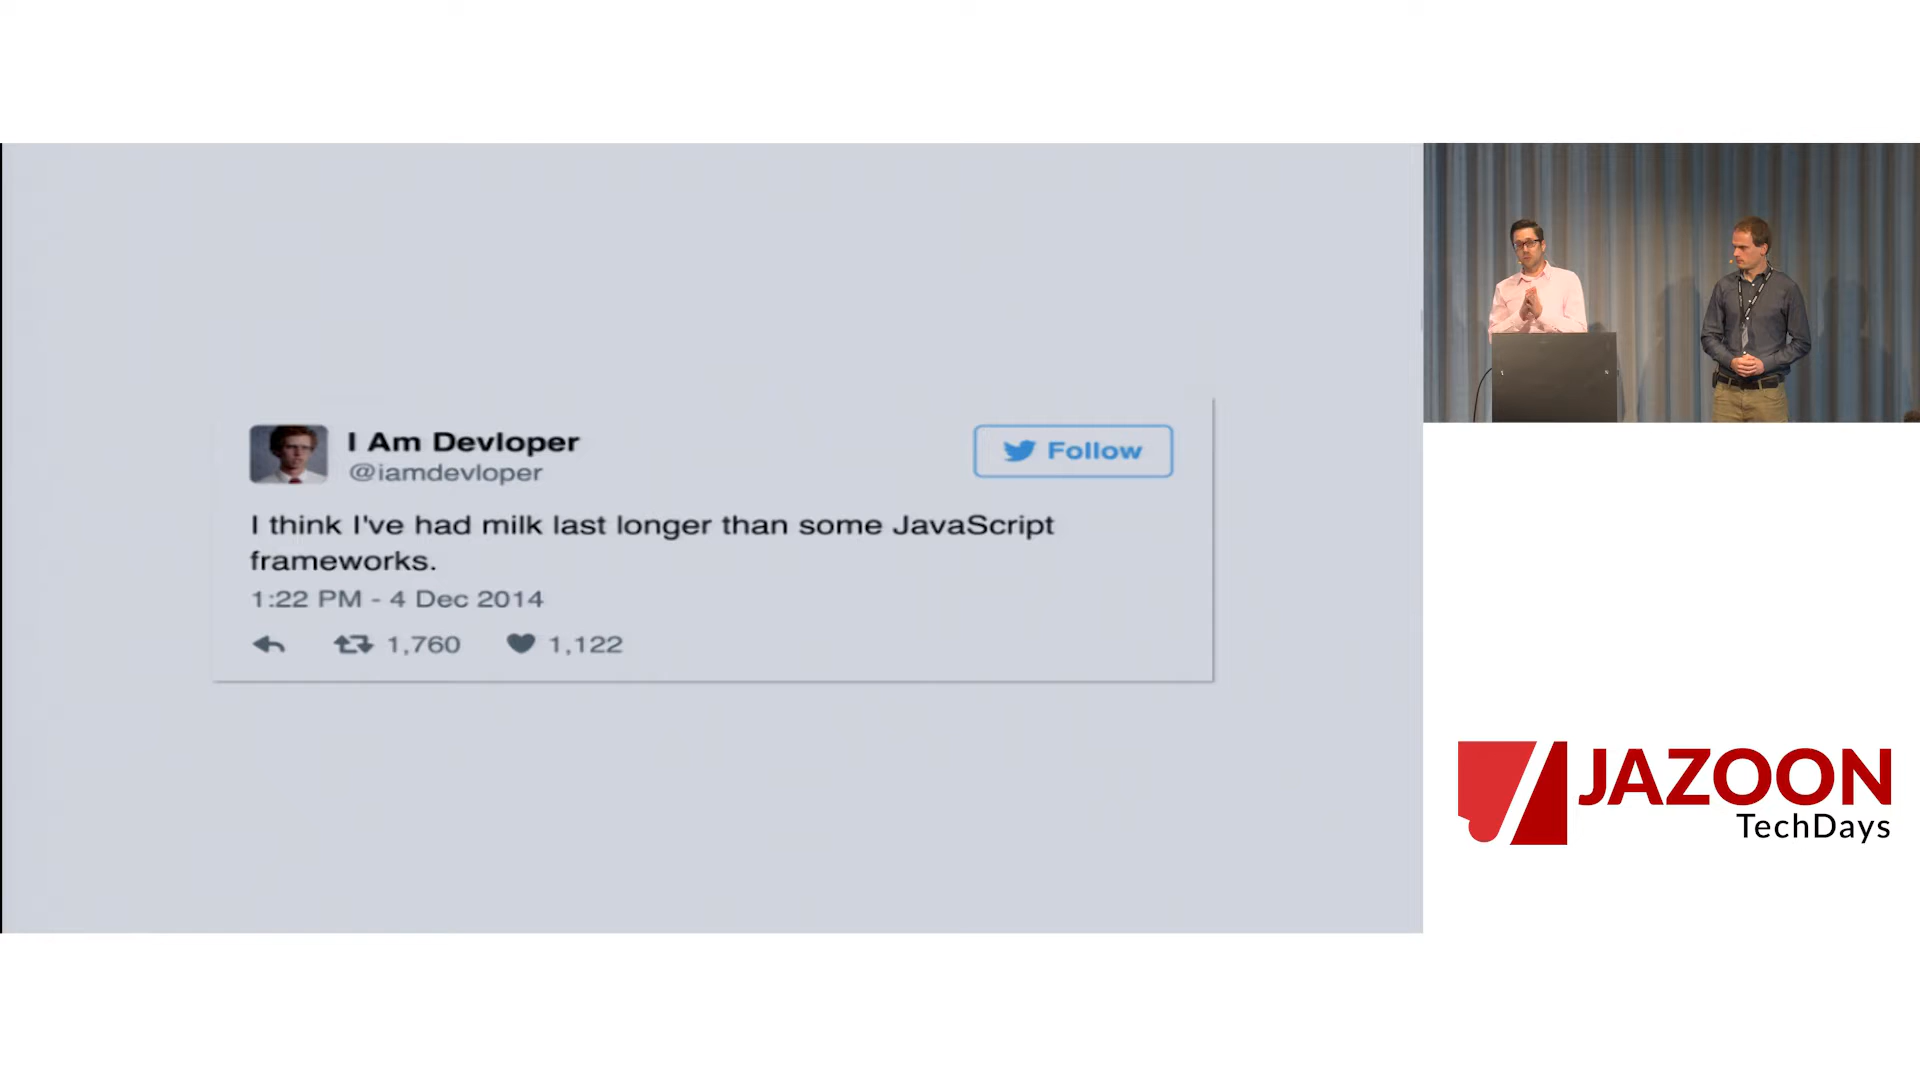 I Am Devloper
@iamdevloper
Follow
I think I've had milk last longer than some JavaScript
frameworks.
1:22 PM - 4 Dec 2014
1,760 1,122
JAZOON
TechDays